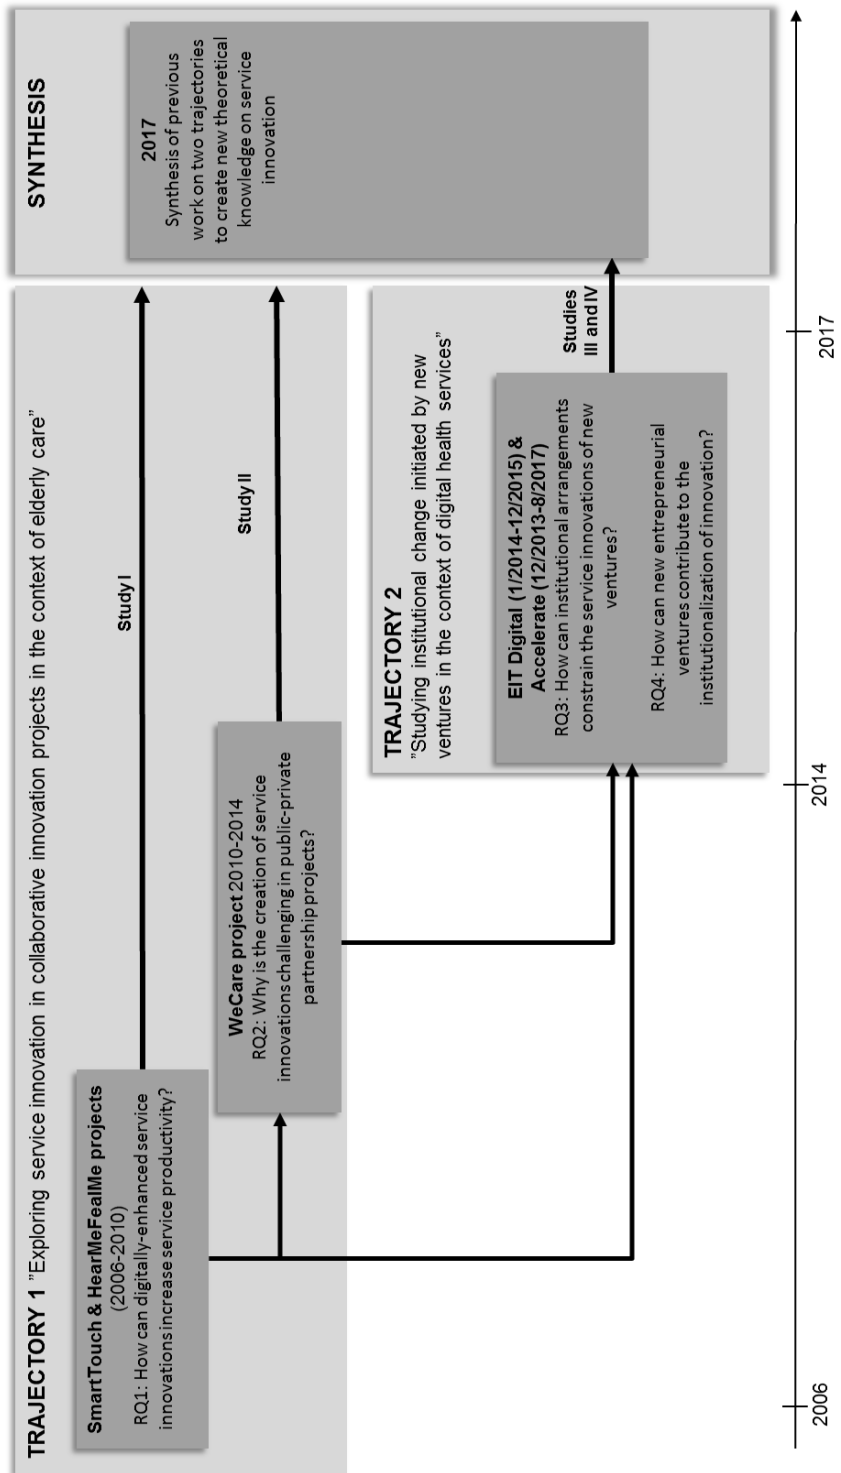 TRAJECTORY 1 "Exploring service innovation in collaborative innovation projects in the context of elderly care"
SmartTouch & HearMeFealMe projects
(2006-2010)
RQ1: How can digitally-enhanced service
innovations increase service productivity?
Study I
WeCare project 2010-2014
RQ2: Why is the creation of service
innovations challenging in public-private
partnership projects?
Study II
TRAJECTORY 2
"Studying institutional change initiated by new
ventures in the context of digital health services"
EIT Digital (1/2014-12/2015) &
Accelerate (12/2013-8/2017)
RQ3: How can institutional arrangements
constrain the service innovations of new
ventures?
RQ4: How can new entrepreneurial
ventures contribute to the
institutionalization of innovation?
Studies
III and IV
SYNTHESIS
2017
Synthesis of previous
work on two trajectories
to create new theoretical
knowledge on service
innovation
2006
2014
2017